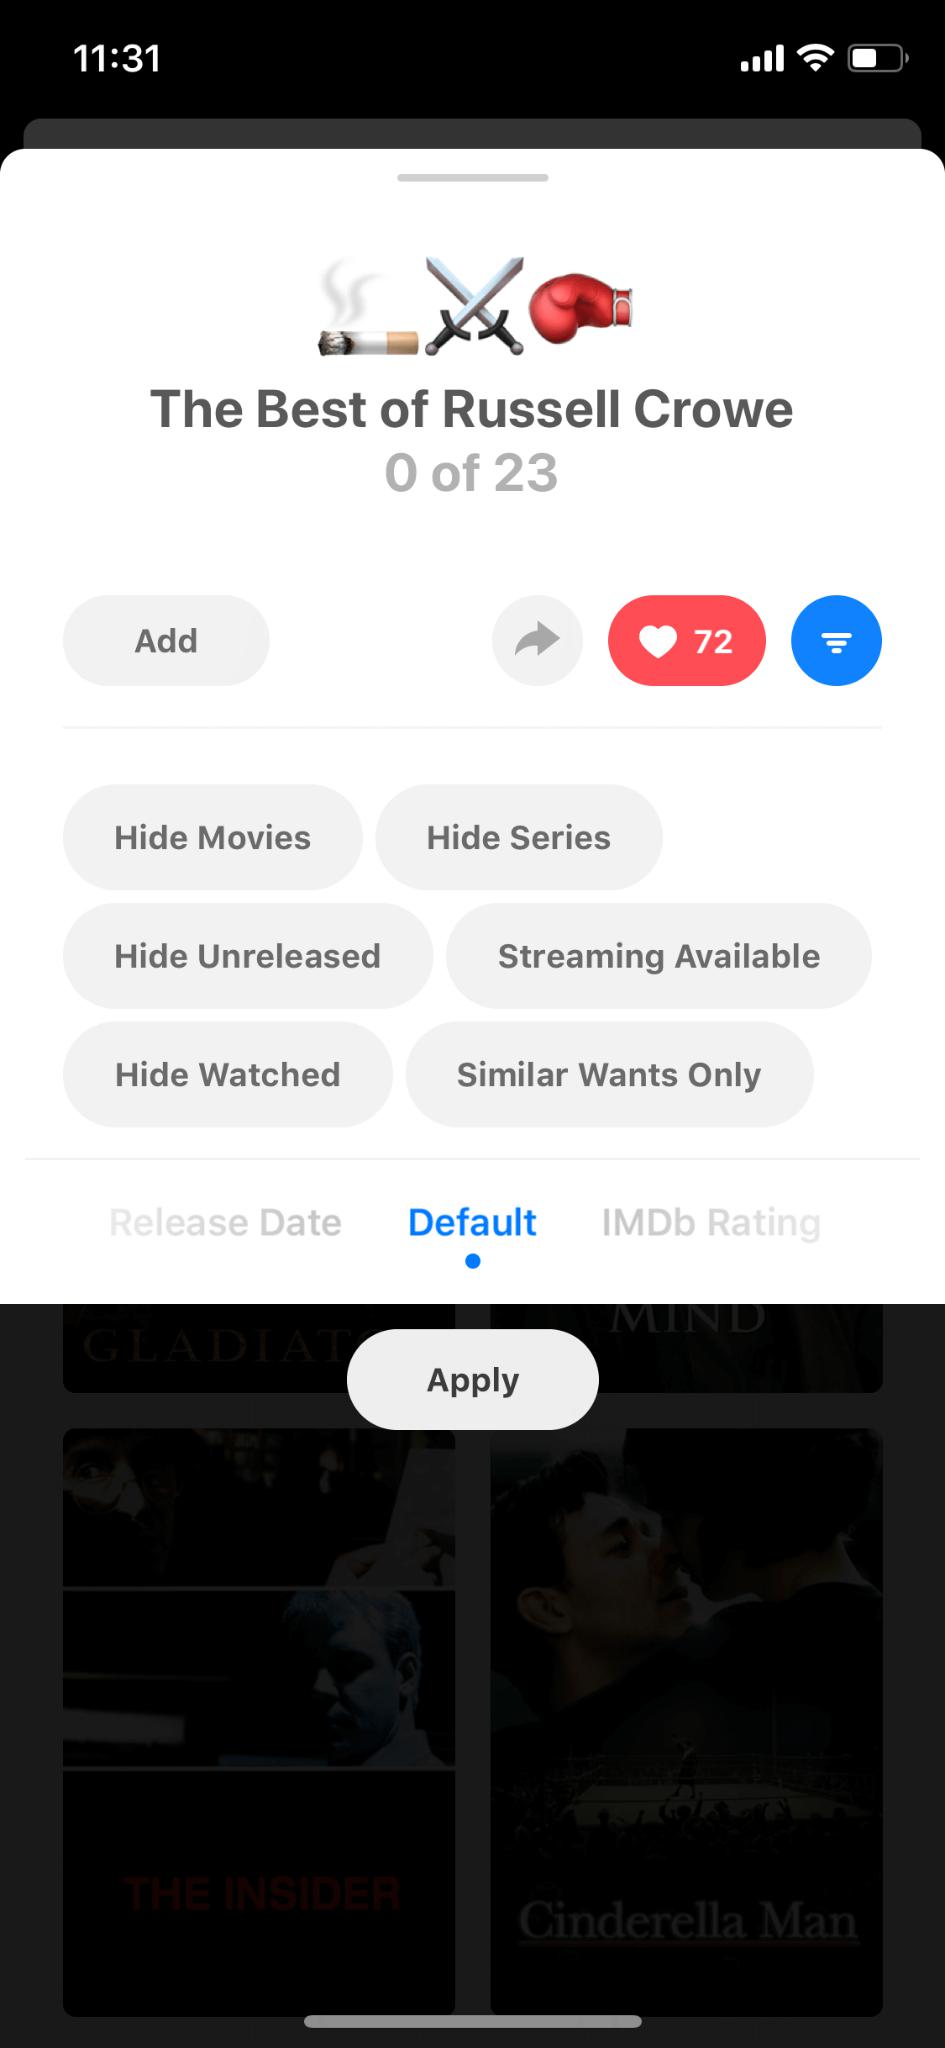 11:31
The Best of Russell Crowe
0 of 23
Add
72
Hide Movies
Hide Series
Hide Unreleased
Streaming Available
Hide Watched
Similar Wants Only
Release Date
Default
IMDb Rating
GLADIAT
MIND
Apply
THE INSIDER
Cinderella Man